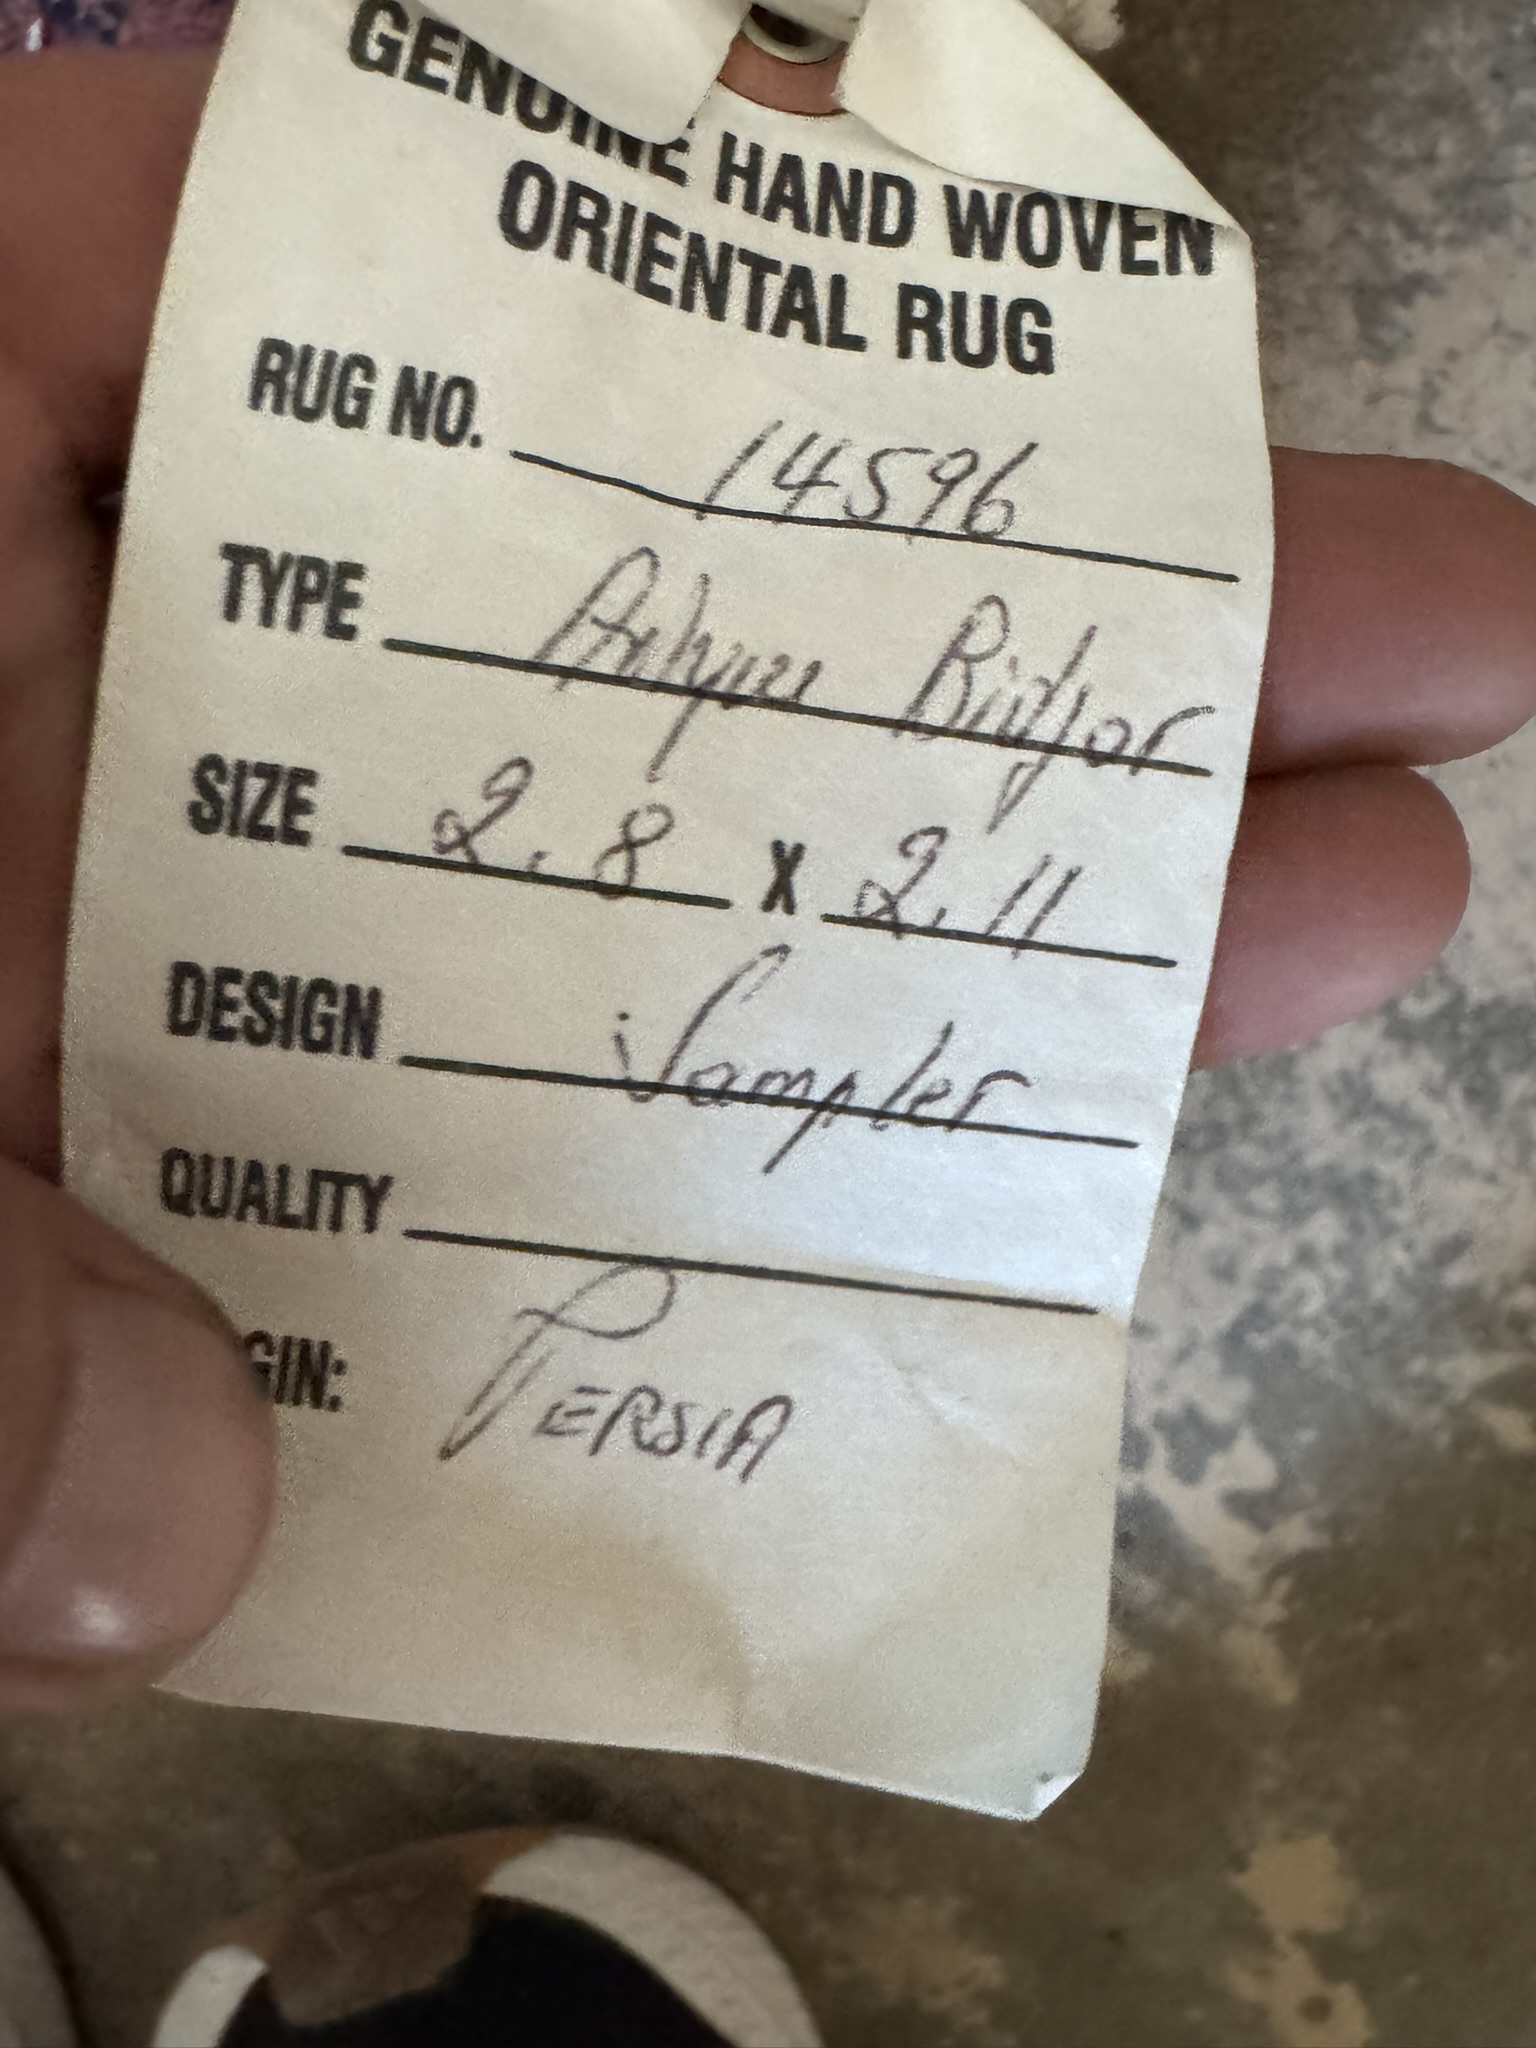 GENUINE HAND WOVEN
ORIENTAL RUG
RUG NO. 14596
TYPE Bidjar
SIZE 2.8 X 2.11
DESIGN Sampler
QUALITY
GIN: PERSIA